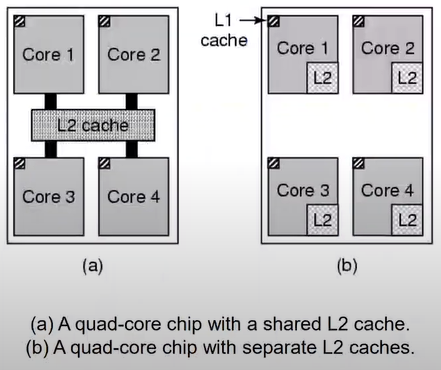 Core 1
Core 2
L2 cache
Core 3
Core 4
(a)
L1
cache
Core 1
L2
Core 2
L2
Core 3
L2
Core 4
L2
(b)
(a) A quad-core chip with a shared L2 cache.
(b) A quad-core chip with separate L2 caches.